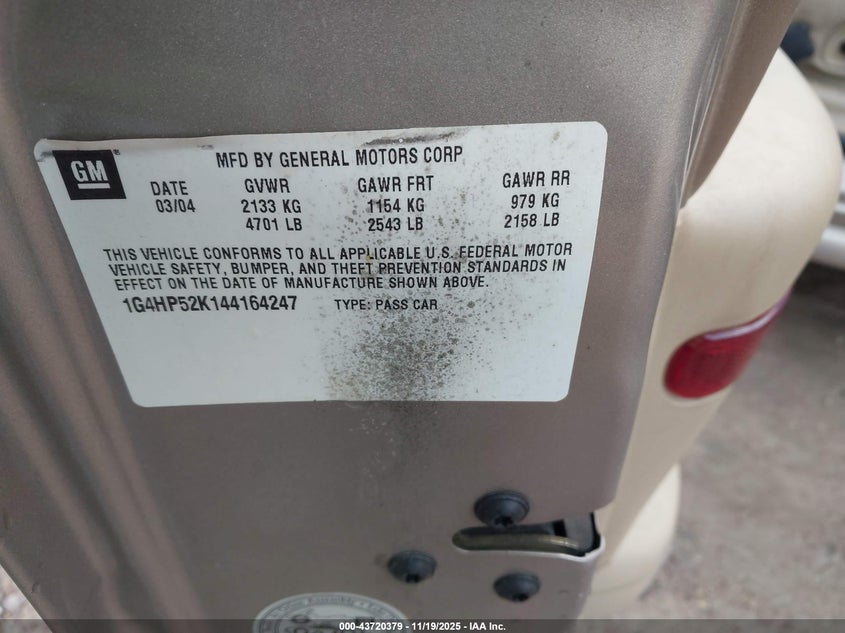 GM
MFD BY GENERAL MOTORS CORP
DATE GVWR GAWR FRT GAWR RR
03/04 2133 KG 1154 KG 979 KG
4701 LB 2543 LB 2158 LB
THIS VEHICLE CONFORMS TO ALL APPLICABLE U.S. FEDERAL MOTOR
VEHICLE SAFETY, BUMPER, AND THEFT PREVENTION STANDARDS IN
EFFECT ON THE DATE OF MANUFACTURE SHOWN ABOVE.
1G4HP52K144164247 TYPE: PASS CAR
000-43720379 - 11/19/2025 - IAA Inc.